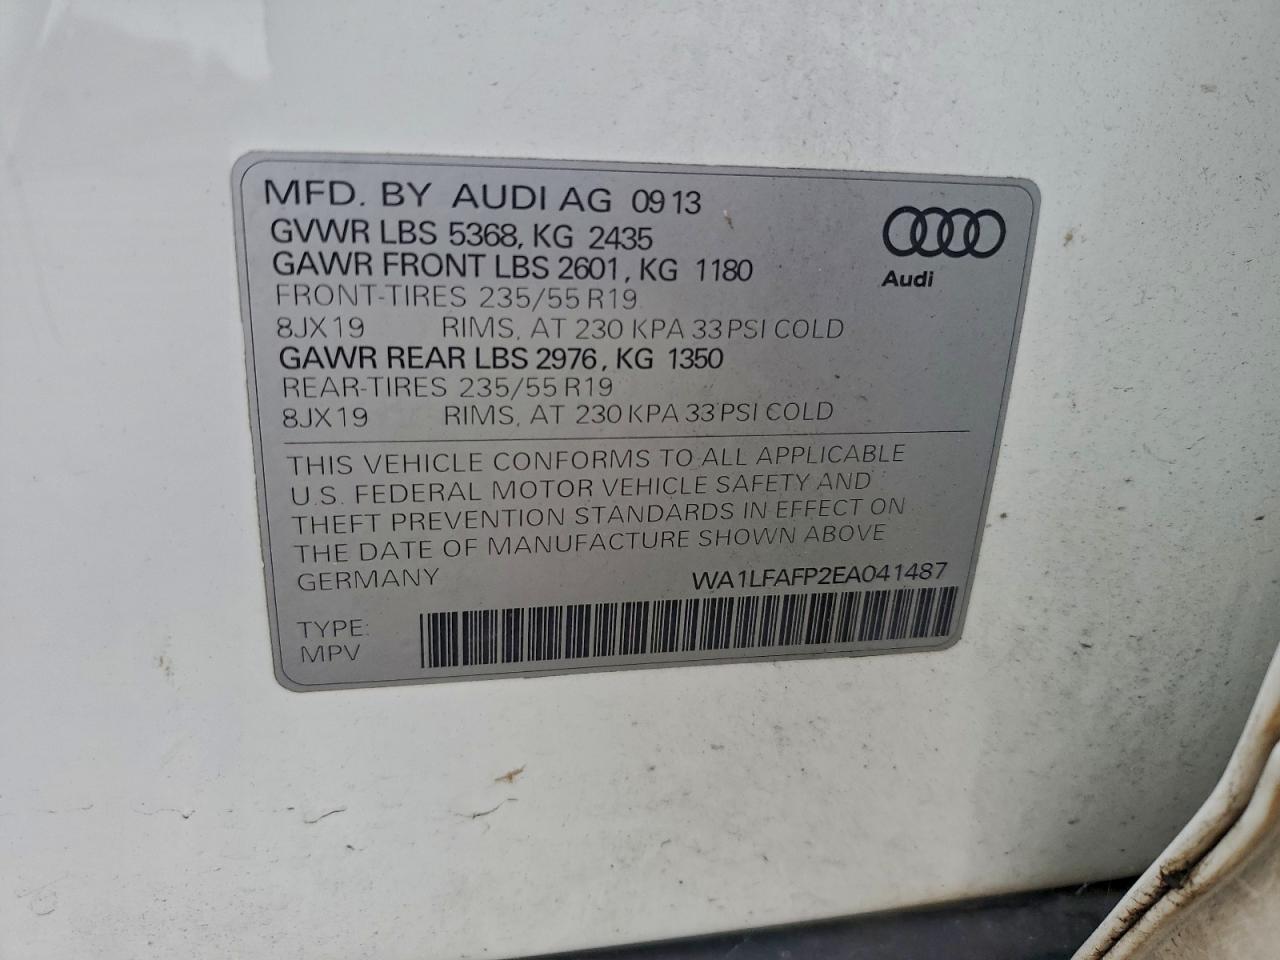 MFD. BY AUDI AG 09 13
GVWR LBS 5368, KG 2435
GAWR FRONT LBS 2601, KG 1180
FRONT-TIRES 235/55 R19
8JX19 RIMS, AT 230 KPA 33 PSI COLD
GAWR REAR LBS 2976, KG 1350
REAR-TIRES 235/55 R19
8JX19 RIMS, AT 230 KPA 33 PSI COLD
Audi
THIS VEHICLE CONFORMS TO ALL APPLICABLE
U.S. FEDERAL MOTOR VEHICLE SAFETY AND
THEFT PREVENTION STANDARDS IN EFFECT ON
THE DATE OF MANUFACTURE SHOWN ABOVE
GERMANY WA1LFAFP2EA041487
TYPE:
MPV